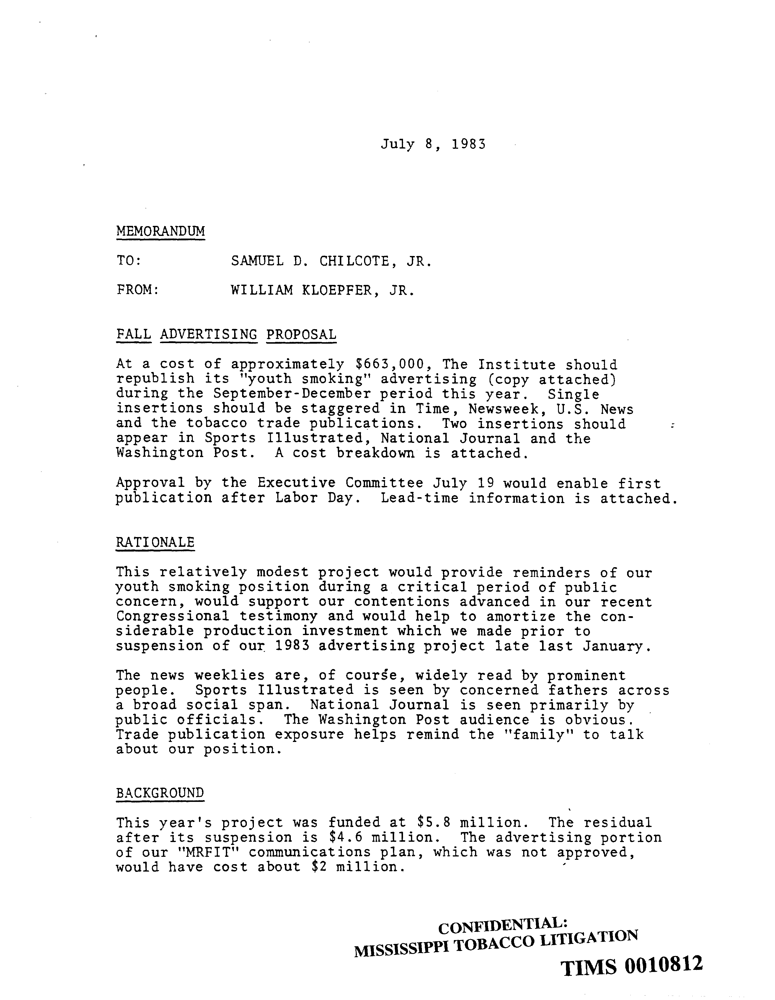 July 8, 1983
MEMORANDUM
TO: SAMUEL D. CHILCOTE, JR.
FROM: WILLIAM KLOEPFER, JR.
FALL ADVERTISING PROPOSAL
At a cost of approximately $663,000, The Institute should
republish its "youth smoking" advertising (copy attached)
during the September-December period this year. Single
insertions should be staggered in Time, Newsweek, U.S. News
and the tobacco trade publications. Two insertions should
appear in Sports Illustrated, National Journal and the
Washington Post. A cost breakdown is attached.
Approval by the Executive Committee July 19 would enable first
publication after Labor Day. Lead-time information is attached.
RATIONALE
This relatively modest project would provide reminders of our
youth smoking position during a critical period of public
concern, would support our contentions advanced in our recent
Congressional testimony and would help to amortize the con-
siderable production investment which we made prior to
suspension of our 1983 advertising project late last January.
The news weeklies are, of course, widely read by prominent
people. Sports Illustrated is seen by concerned fathers across
a broad social span. National Journal is seen primarily by
public officials. The Washington Post audience is obvious.
Trade publication exposure helps remind the "family" to talk
about our position.
BACKGROUND
This year's project was funded at $5.8 million. The residual
after its suspension is $4.6 million. The advertising portion
of our "MRFIT" communications plan, which was not approved,
would have cost about $2 million.
CONFIDENTIAL:
MISSISSIPPI TOBACCO LITIGATION
TIMS 0010812